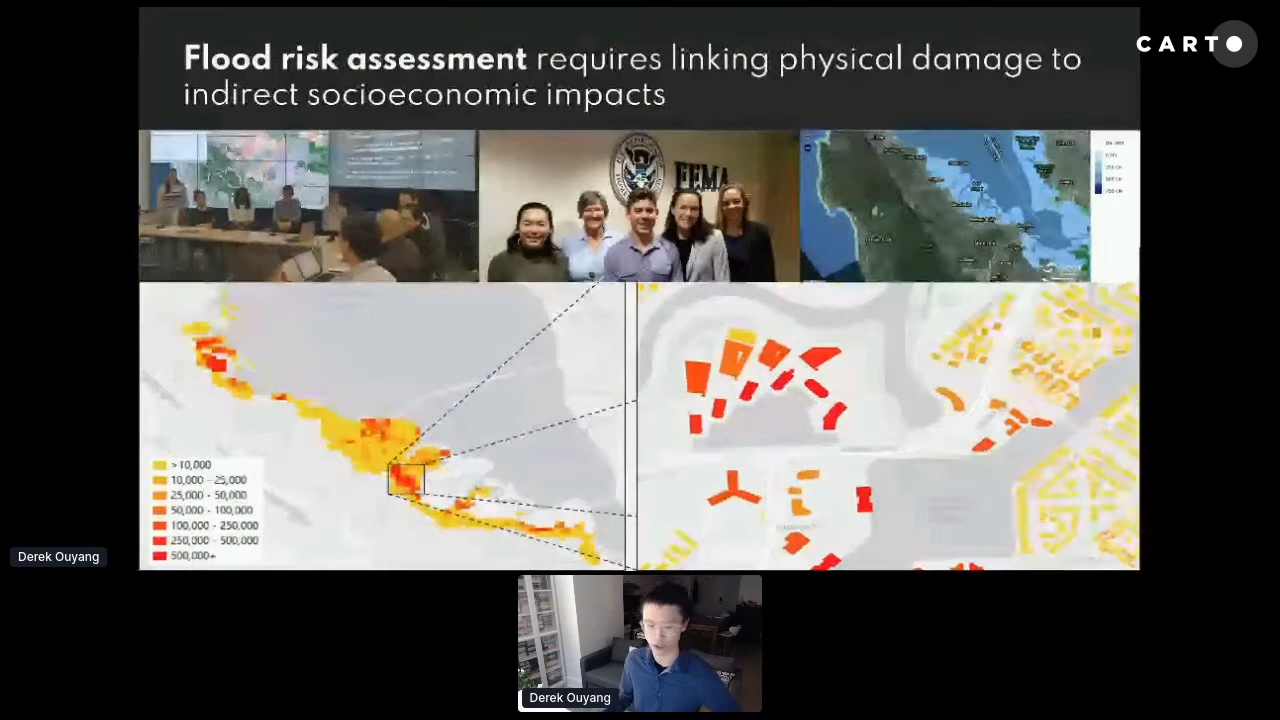 CARTO
Flood risk assessment requires linking physical damage to
indirect socioeconomic impacts
FEMA
> 10,000
10,000 - 25,000
25,000 - 50,000
50,000 - 100,000
100,000 - 250,000
250,000 - 500,000
500,000+
Derek Ouyang
Derek Ouyang